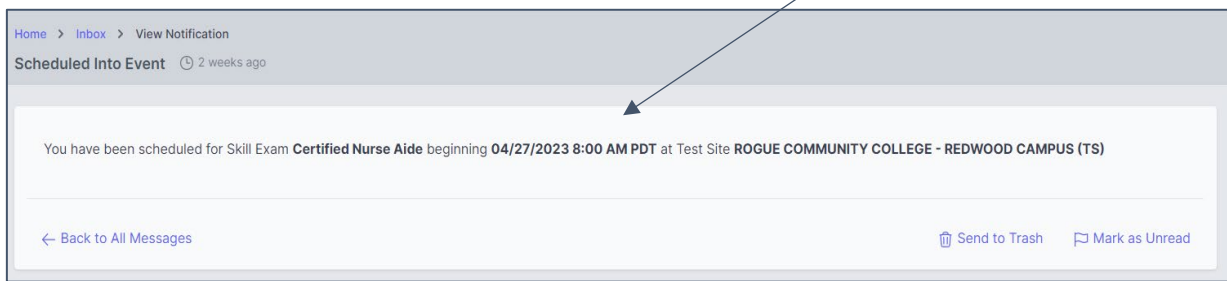 Home > Inbox > View Notification
Scheduled Into Event 2 weeks ago
You have been scheduled for Skill Exam Certified Nurse Aide beginning 04/27/2023 8:00 AM PDT at Test Site ROGUE COMMUNITY COLLEGE - REDWOOD CAMPUS (TS)
← Back to All Messages Send to Trash Mark as Unread